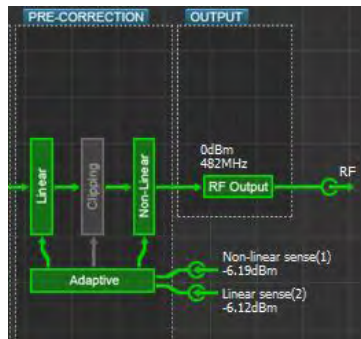 PRE-CORRECTION
OUTPUT
0dBm
482MHz
RF
Linear
Clipping
Non-Linear
RF Output
Non-linear sense(1)
-6.19dBm
Adaptive
Linear sense(2)
-6.12dBm